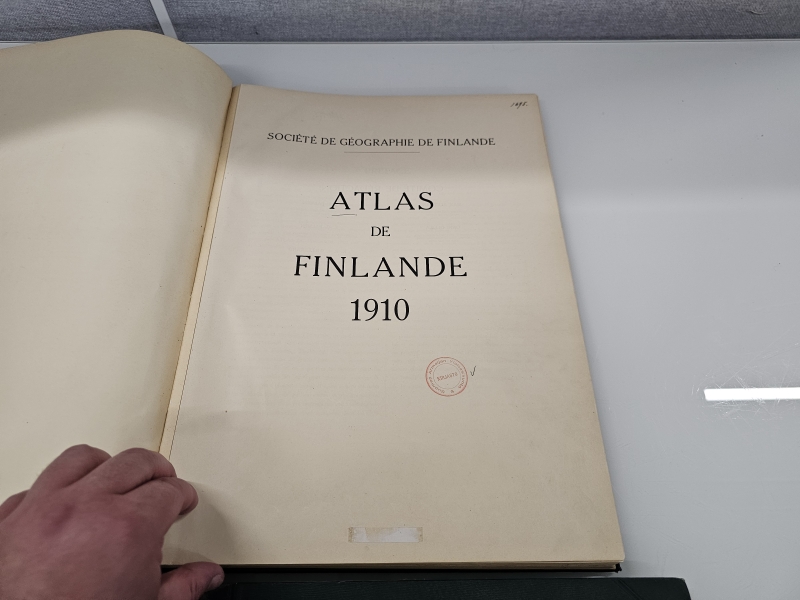 SOCIÉTÉ DE GÉOGRAPHIE DE FINLANDE
ATLAS
DE
FINLANDE
1910